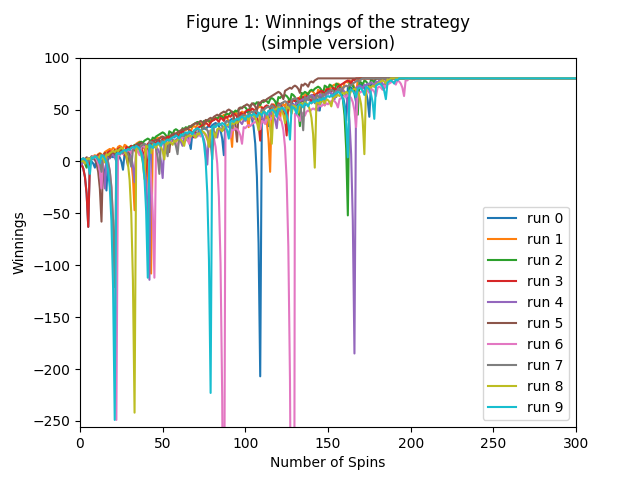 Figure 1: Winnings of the strategy
(simple version)
100
50
0
−50
−100
−150
−200
−250
Winnings
0 50 100 150 200 250 300
Number of Spins
run 0
run 1
run 2
run 3
run 4
run 5
run 6
run 7
run 8
run 9